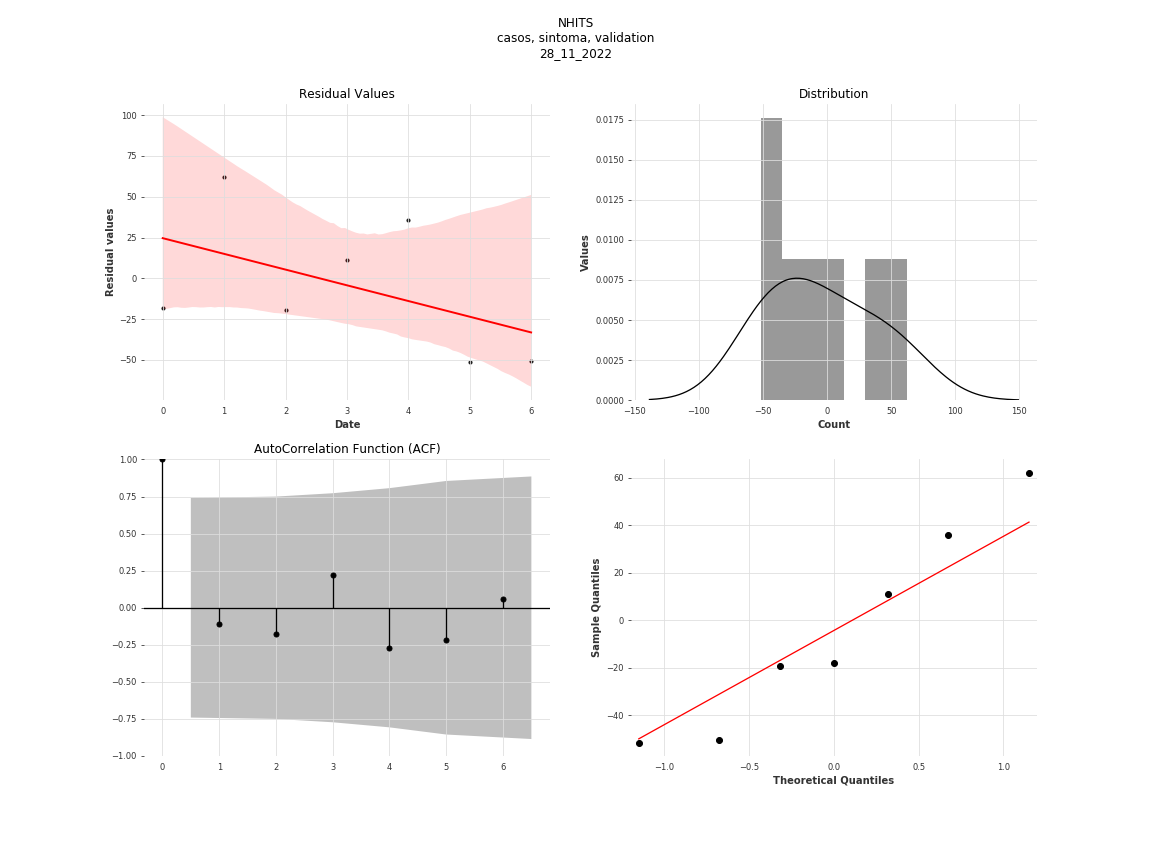 NHITS
casos, sintoma, validation
28_11_2022
Residual Values
Residual values
100
75
50
25
0
−25
−50
0 1 2 3 4 5 6
Date
Distribution
Values
0.0175
0.0150
0.0125
0.0100
0.0075
0.0050
0.0025
0.0000
−150 −100 −50 0 50 100 150
Count
AutoCorrelation Function (ACF)
1.00
0.75
0.50
0.25
0.00
−0.25
−0.50
−0.75
−1.00
0 1 2 3 4 5 6
Sample Quantiles
60
40
20
0
−20
−40
−1.0 −0.5 0.0 0.5 1.0
Theoretical Quantiles